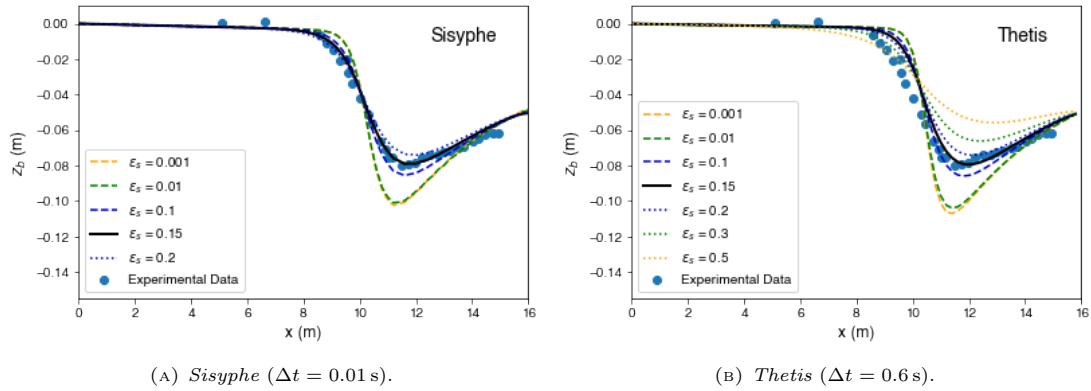 Sisyphe
0.00
−0.02
−0.04
−0.06
−0.08
−0.10
−0.12
−0.14
z_b (m)
ε_s = 0.001
ε_s = 0.01
ε_s = 0.1
ε_s = 0.15
ε_s = 0.2
Experimental Data
0 2 4 6 8 10 12 14 16
x (m)
(A) Sisyphe (Δt = 0.01 s).
Thetis
0.00
−0.02
−0.04
−0.06
−0.08
−0.10
−0.12
−0.14
z_b (m)
ε_s = 0.001
ε_s = 0.01
ε_s = 0.1
ε_s = 0.15
ε_s = 0.2
ε_s = 0.3
ε_s = 0.5
Experimental Data
0 2 4 6 8 10 12 14 16
x (m)
(B) Thetis (Δt = 0.6 s).